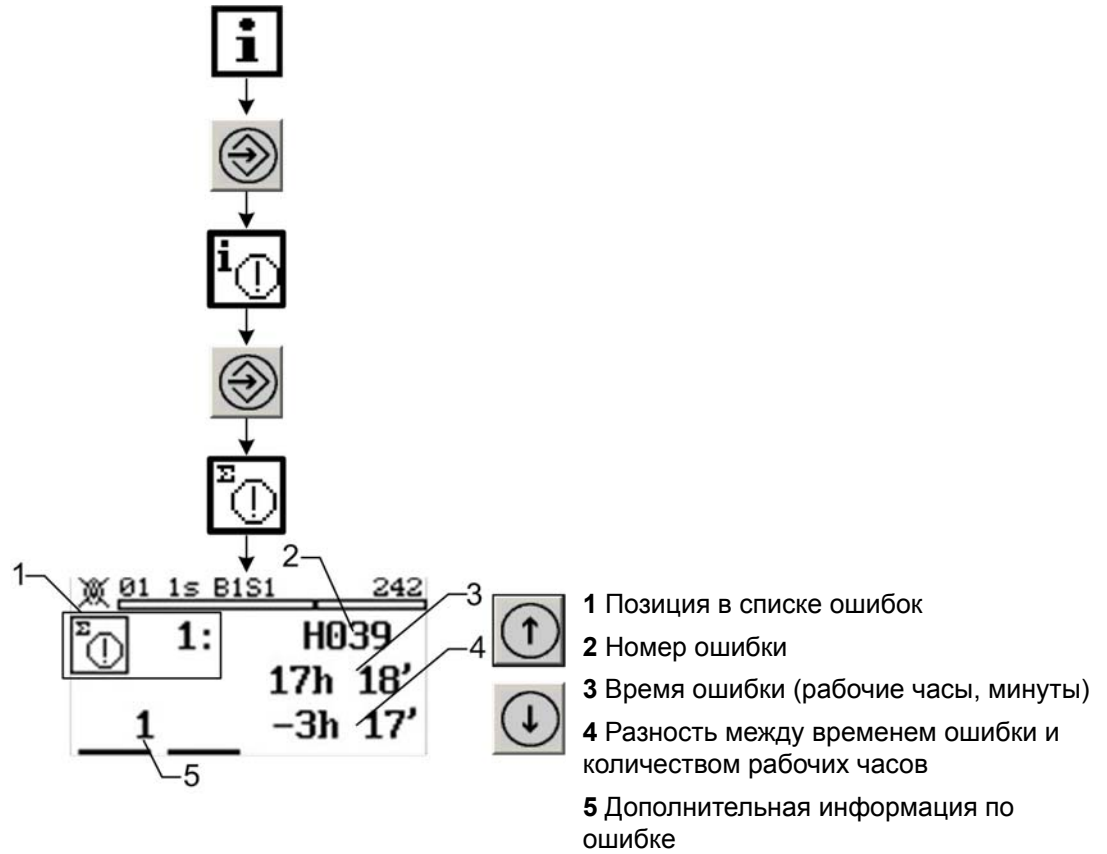 i
i
Σ
2
1
01 1s B1S1 242
3
Σ 1: H039
4
17h 18’
1 -3h 17’
5
1 Позиция в списке ошибок
2 Номер ошибки
3 Время ошибки (рабочие часы, минуты)
4 Разность между временем ошибки и
количеством рабочих часов
5 Дополнительная информация по
ошибке